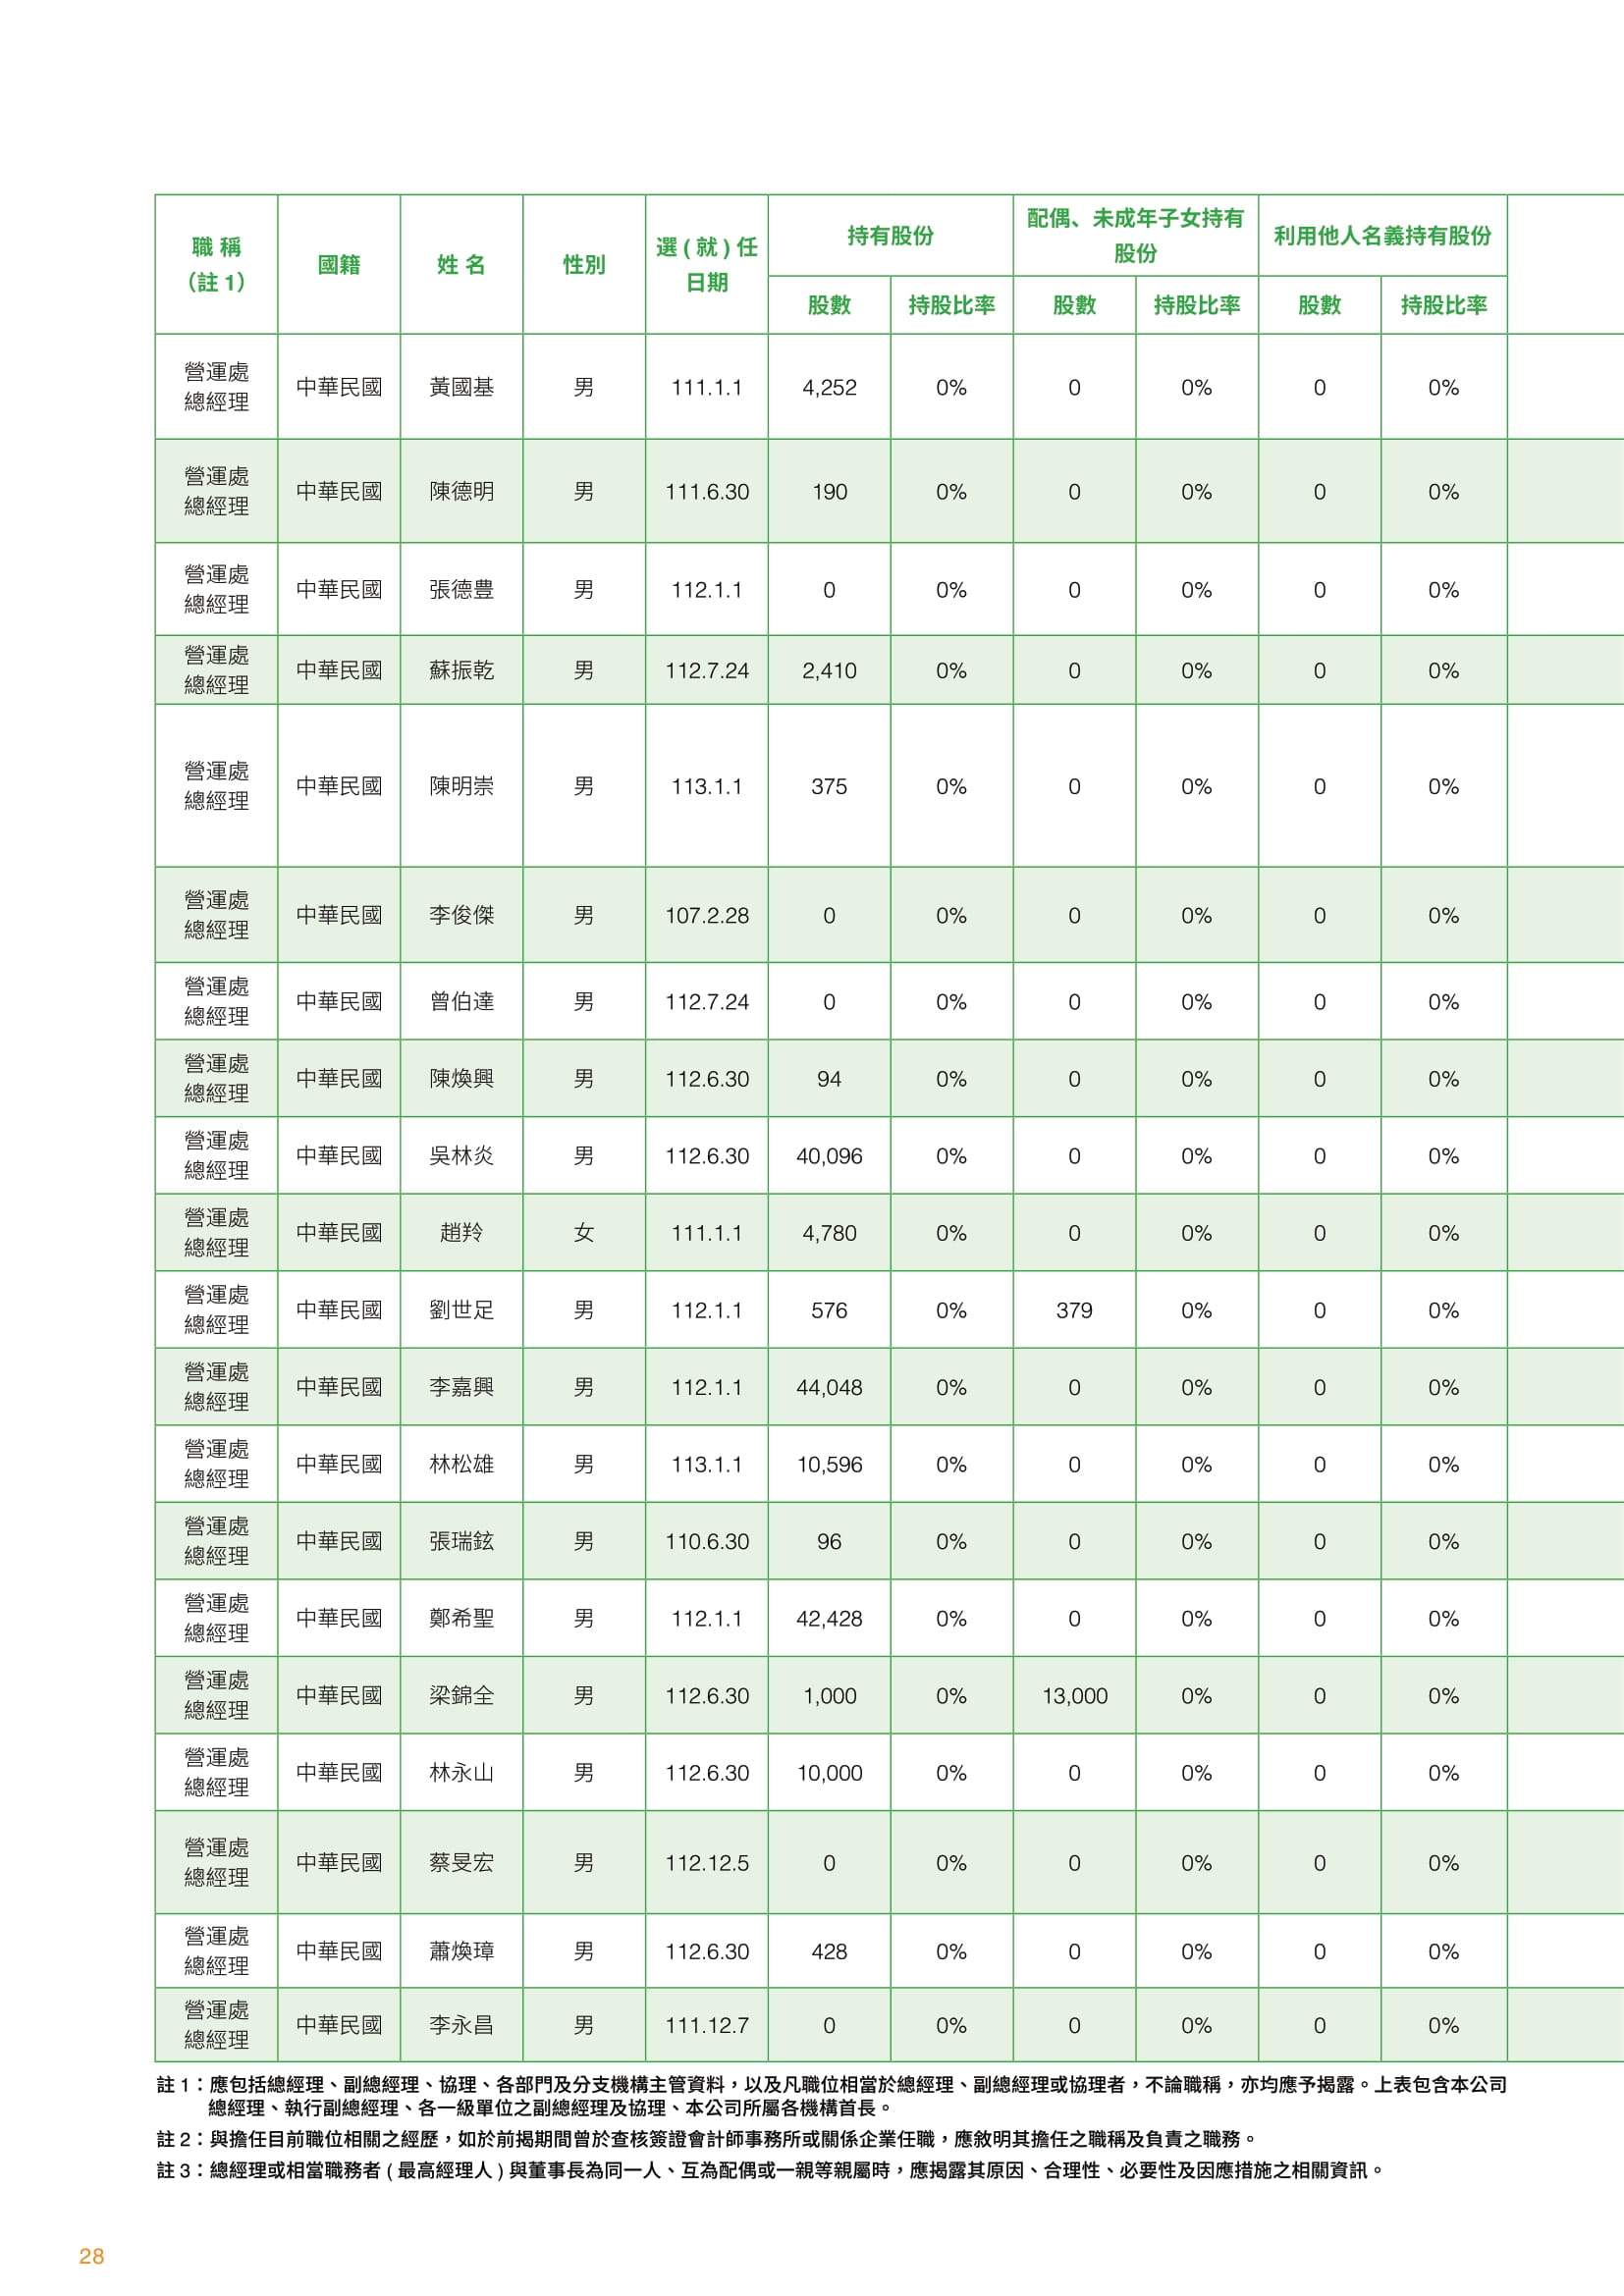 職 稱
(註 1)
國籍
姓 名
性別
選 ( 就 ) 任
日期
持有股份
配偶、未成年子女持有
股份
利用他人名義持有股份
股數 持股比率 股數 持股比率 股數 持股比率
營運處
總經理
中華民國 黃國基 男 111.1.1 4,252 0% 0 0% 0 0%
營運處
總經理
中華民國 陳德明 男 111.6.30 190 0% 0 0% 0 0%
營運處
總經理
中華民國 張德豊 男 112.1.1 0 0% 0 0% 0 0%
營運處
總經理
中華民國 蘇振乾 男 112.7.24 2,410 0% 0 0% 0 0%
營運處
總經理
中華民國 陳明崇 男 113.1.1 375 0% 0 0% 0 0%
營運處
總經理
中華民國 李俊傑 男 107.2.28 0 0% 0 0% 0 0%
營運處
總經理
中華民國 曾伯達 男 112.7.24 0 0% 0 0% 0 0%
營運處
總經理
中華民國 陳煥興 男 112.6.30 94 0% 0 0% 0 0%
營運處
總經理
中華民國 吳林炎 男 112.6.30 40,096 0% 0 0% 0 0%
營運處
總經理
中華民國 趙羚 女 111.1.1 4,780 0% 0 0% 0 0%
營運處
總經理
中華民國 劉世足 男 112.1.1 576 0% 379 0% 0 0%
營運處
總經理
中華民國 李嘉興 男 112.1.1 44,048 0% 0 0% 0 0%
營運處
總經理
中華民國 林松雄 男 113.1.1 10,596 0% 0 0% 0 0%
營運處
總經理
中華民國 張瑞鉉 男 110.6.30 96 0% 0 0% 0 0%
營運處
總經理
中華民國 鄭希聖 男 112.1.1 42,428 0% 0 0% 0 0%
營運處
總經理
中華民國 梁錦全 男 112.6.30 1,000 0% 13,000 0% 0 0%
營運處
總經理
中華民國 林永山 男 112.6.30 10,000 0% 0 0% 0 0%
營運處
總經理
中華民國 蔡旻宏 男 112.12.5 0 0% 0 0% 0 0%
營運處
總經理
中華民國 蕭煥璋 男 112.6.30 428 0% 0 0% 0 0%
營運處
總經理
中華民國 李永昌 男 111.12.7 0 0% 0 0% 0 0%
註 1：應包括總經理、副總經理、協理、各部門及分支機構主管資料，以及凡職位相當於總經理、副總經理或協理者，不論職稱，亦均應予揭露。上表包含本公司
總經理、執行副總經理、各一級單位之副總經理及協理、本公司所屬各機構首長。
註 2：與擔任目前職位相關之經歷，如於前揭期間曾於查核簽證會計師事務所或關係企業任職，應敘明其擔任之職稱及負責之職務。
註 3：總經理或相當職務者 ( 最高經理人 ) 與董事長為同一人、互為配偶或一親等親屬時，應揭露其原因、合理性、必要性及因應措施之相關資訊。
28